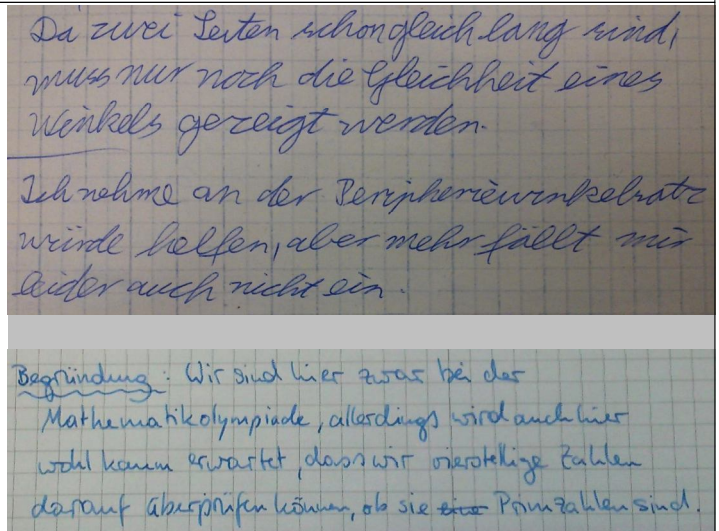 Da zwei Seiten schon gleich lang sind,
muss nur noch die Gleichheit eines
Winkels gezeigt werden.
Ich nehme an der Peripheriewinkelsatz
würde helfen, aber mehr fällt mir
leider auch nicht ein.
Begründung: Wir sind hier zwar bei der
Mathematikolympiade, allerdings wird auch hier
wohl kaum erwartet, dass wir vierstellige Zahlen
darauf überprüfen können, ob sie eine Primzahlen sind.